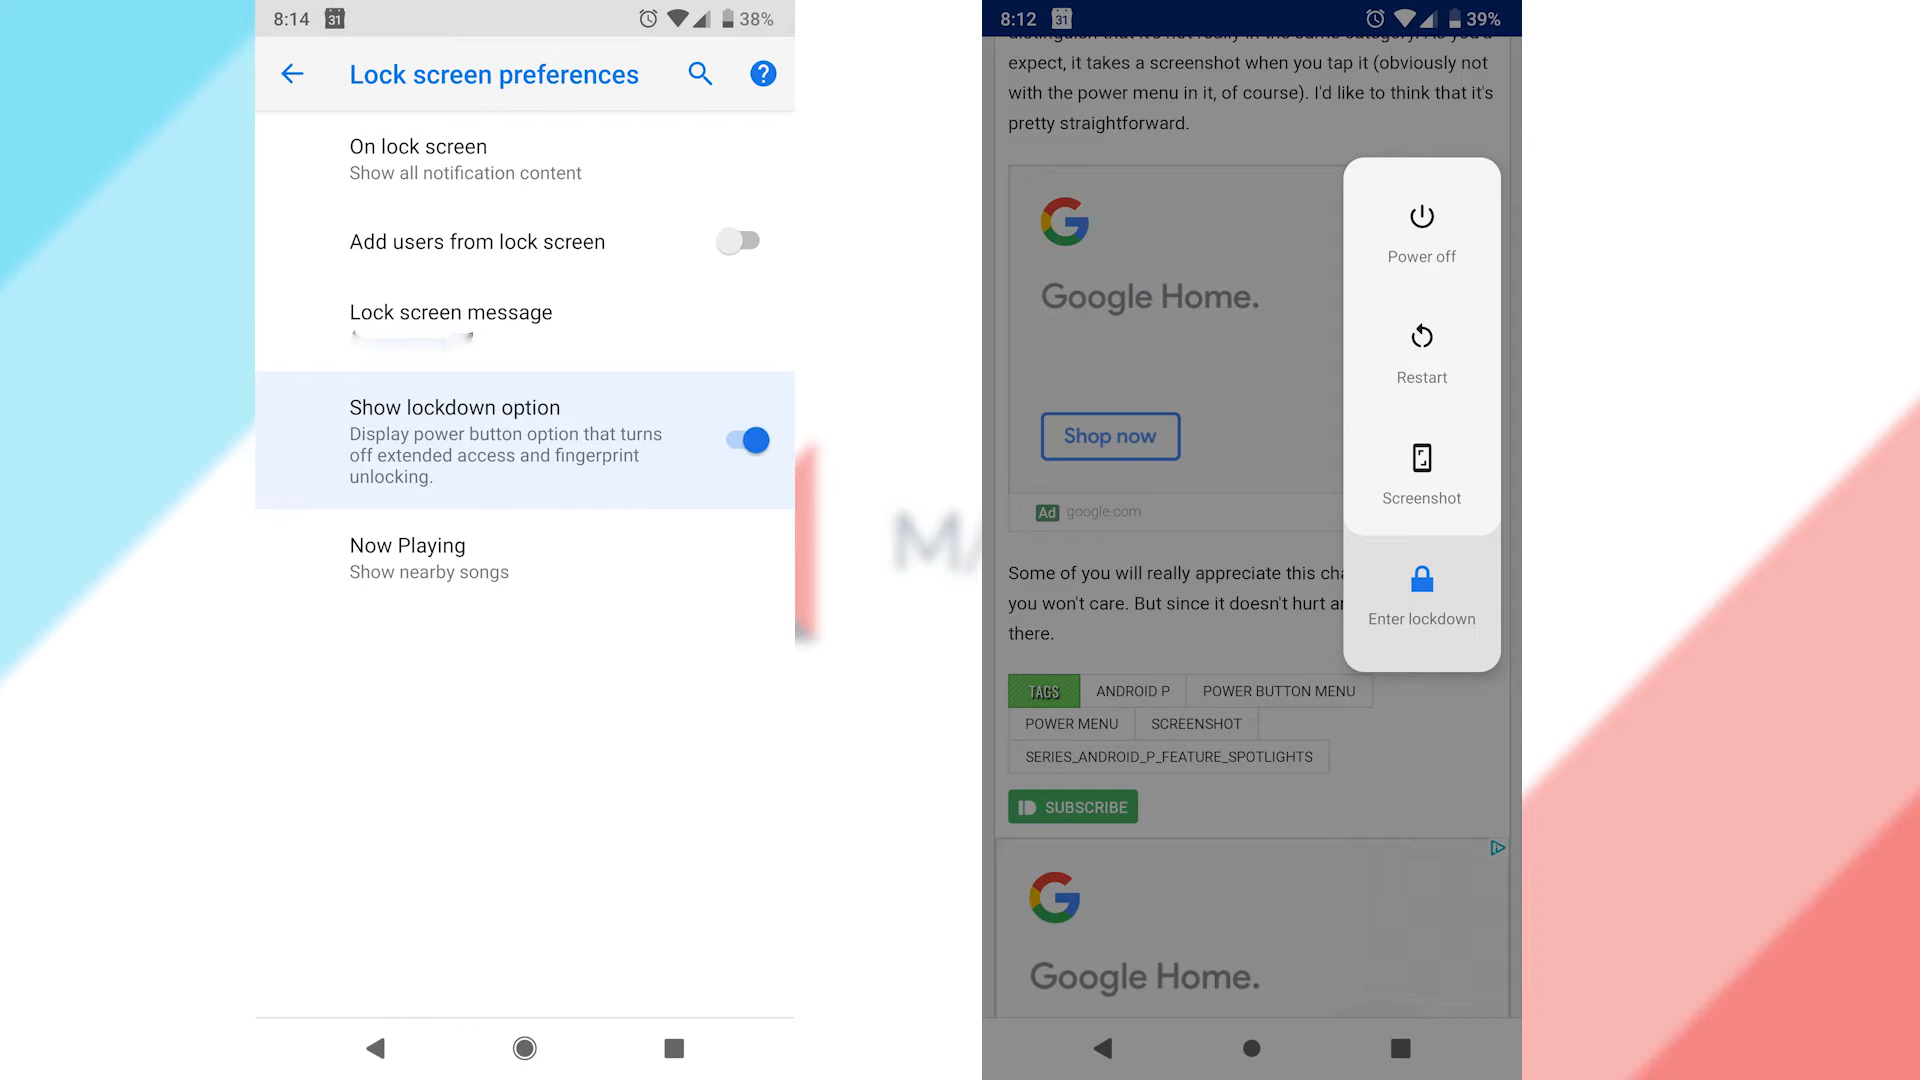 8:14 31 38%
Lock screen preferences
On lock screen
Show all notification content
Add users from lock screen
Lock screen message
Show lockdown option
Display power button option that turns
off extended access and fingerprint
unlocking.
Now Playing
Show nearby songs
8:12 31 39%
expect, it takes a screenshot when you tap it (obviously not
with the power menu in it, of course). I'd like to think that it's
pretty straightforward.
Google Home.
Shop now
Ad google.com
Power off
Restart
Screenshot
Enter lockdown
Some of you will really appreciate this
you won't care. But since it doesn't hurt
there.
TAGS ANDROID P POWER BUTTON MENU
POWER MENU SCREENSHOT
SERIES_ANDROID_P_FEATURE_SPOTLIGHTS
SUBSCRIBE
Google Home.